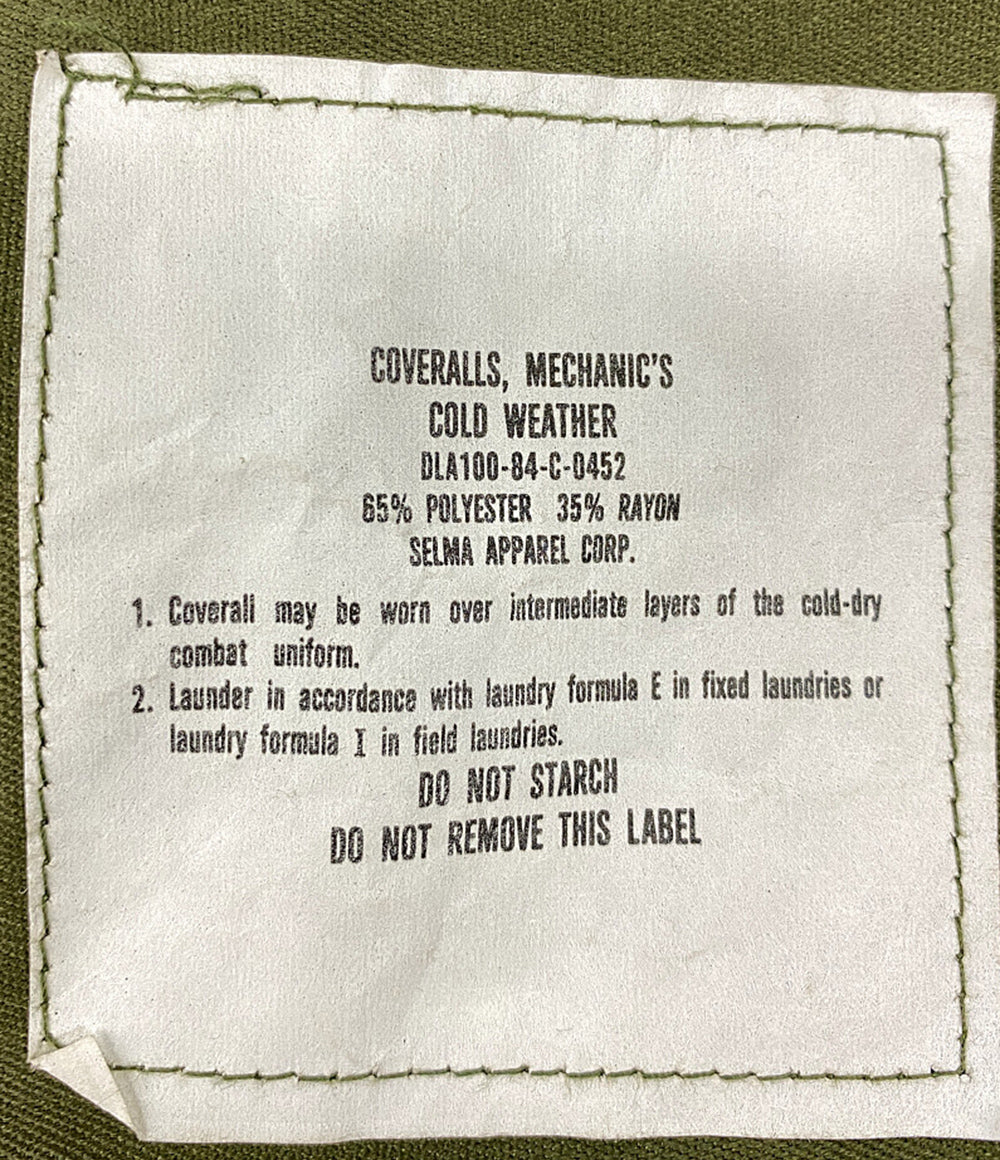 COVERALLS, MECHANIC'S
COLD WEATHER
DLA100-84-C-0452
65% POLYESTER 35% RAYON
SELMA APPAREL CORP.
1. Coverall may be worn over intermediate layers of the cold-dry
combat uniform.
2. Launder in accordance with laundry formula E in fixed laundries or
laundry formula I in field laundries.
DO NOT STARCH
DO NOT REMOVE THIS LABEL